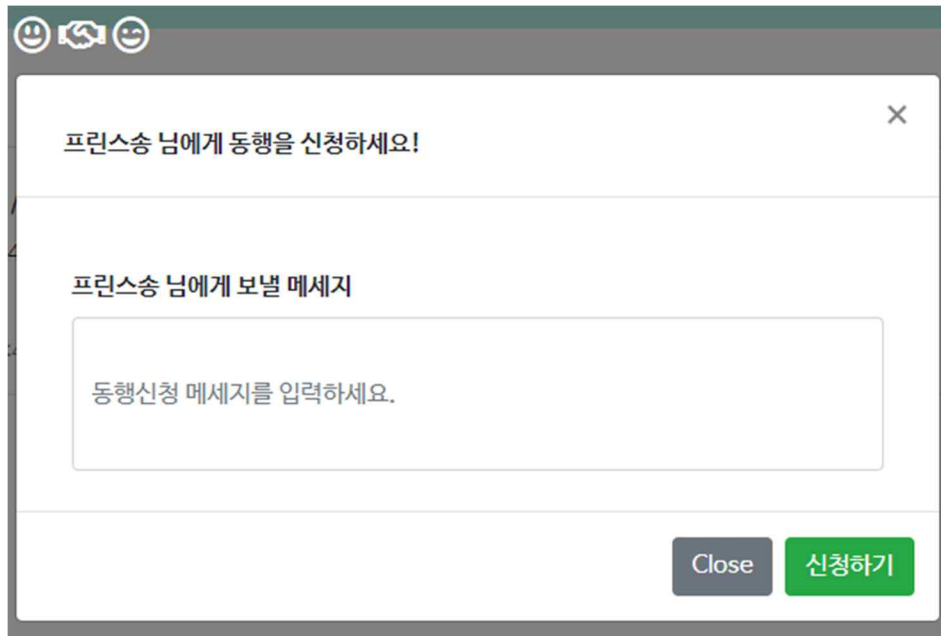 프린스송 님에게 동행을 신청하세요!
프린스송 님에게 보낼 메세지
동행신청 메세지를 입력하세요.
Close
신청하기